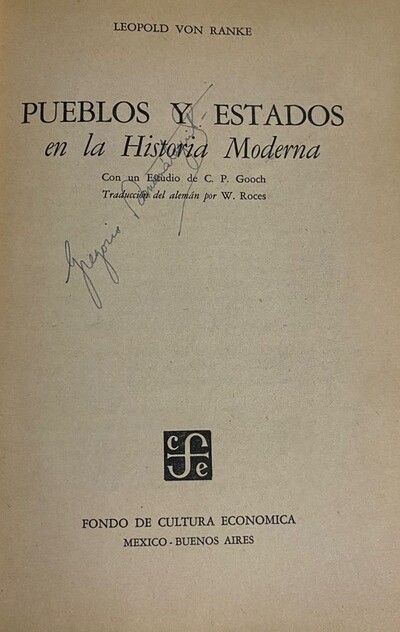 LEOPOLD VON RANKE
PUEBLOS Y ESTADOS
en la Historia Moderna
Con un Estudio de C. P. Gooch
Traducción del alemán por W. Roces
Gregorio
c f e
FONDO DE CULTURA ECONOMICA
MEXICO - BUENOS AIRES